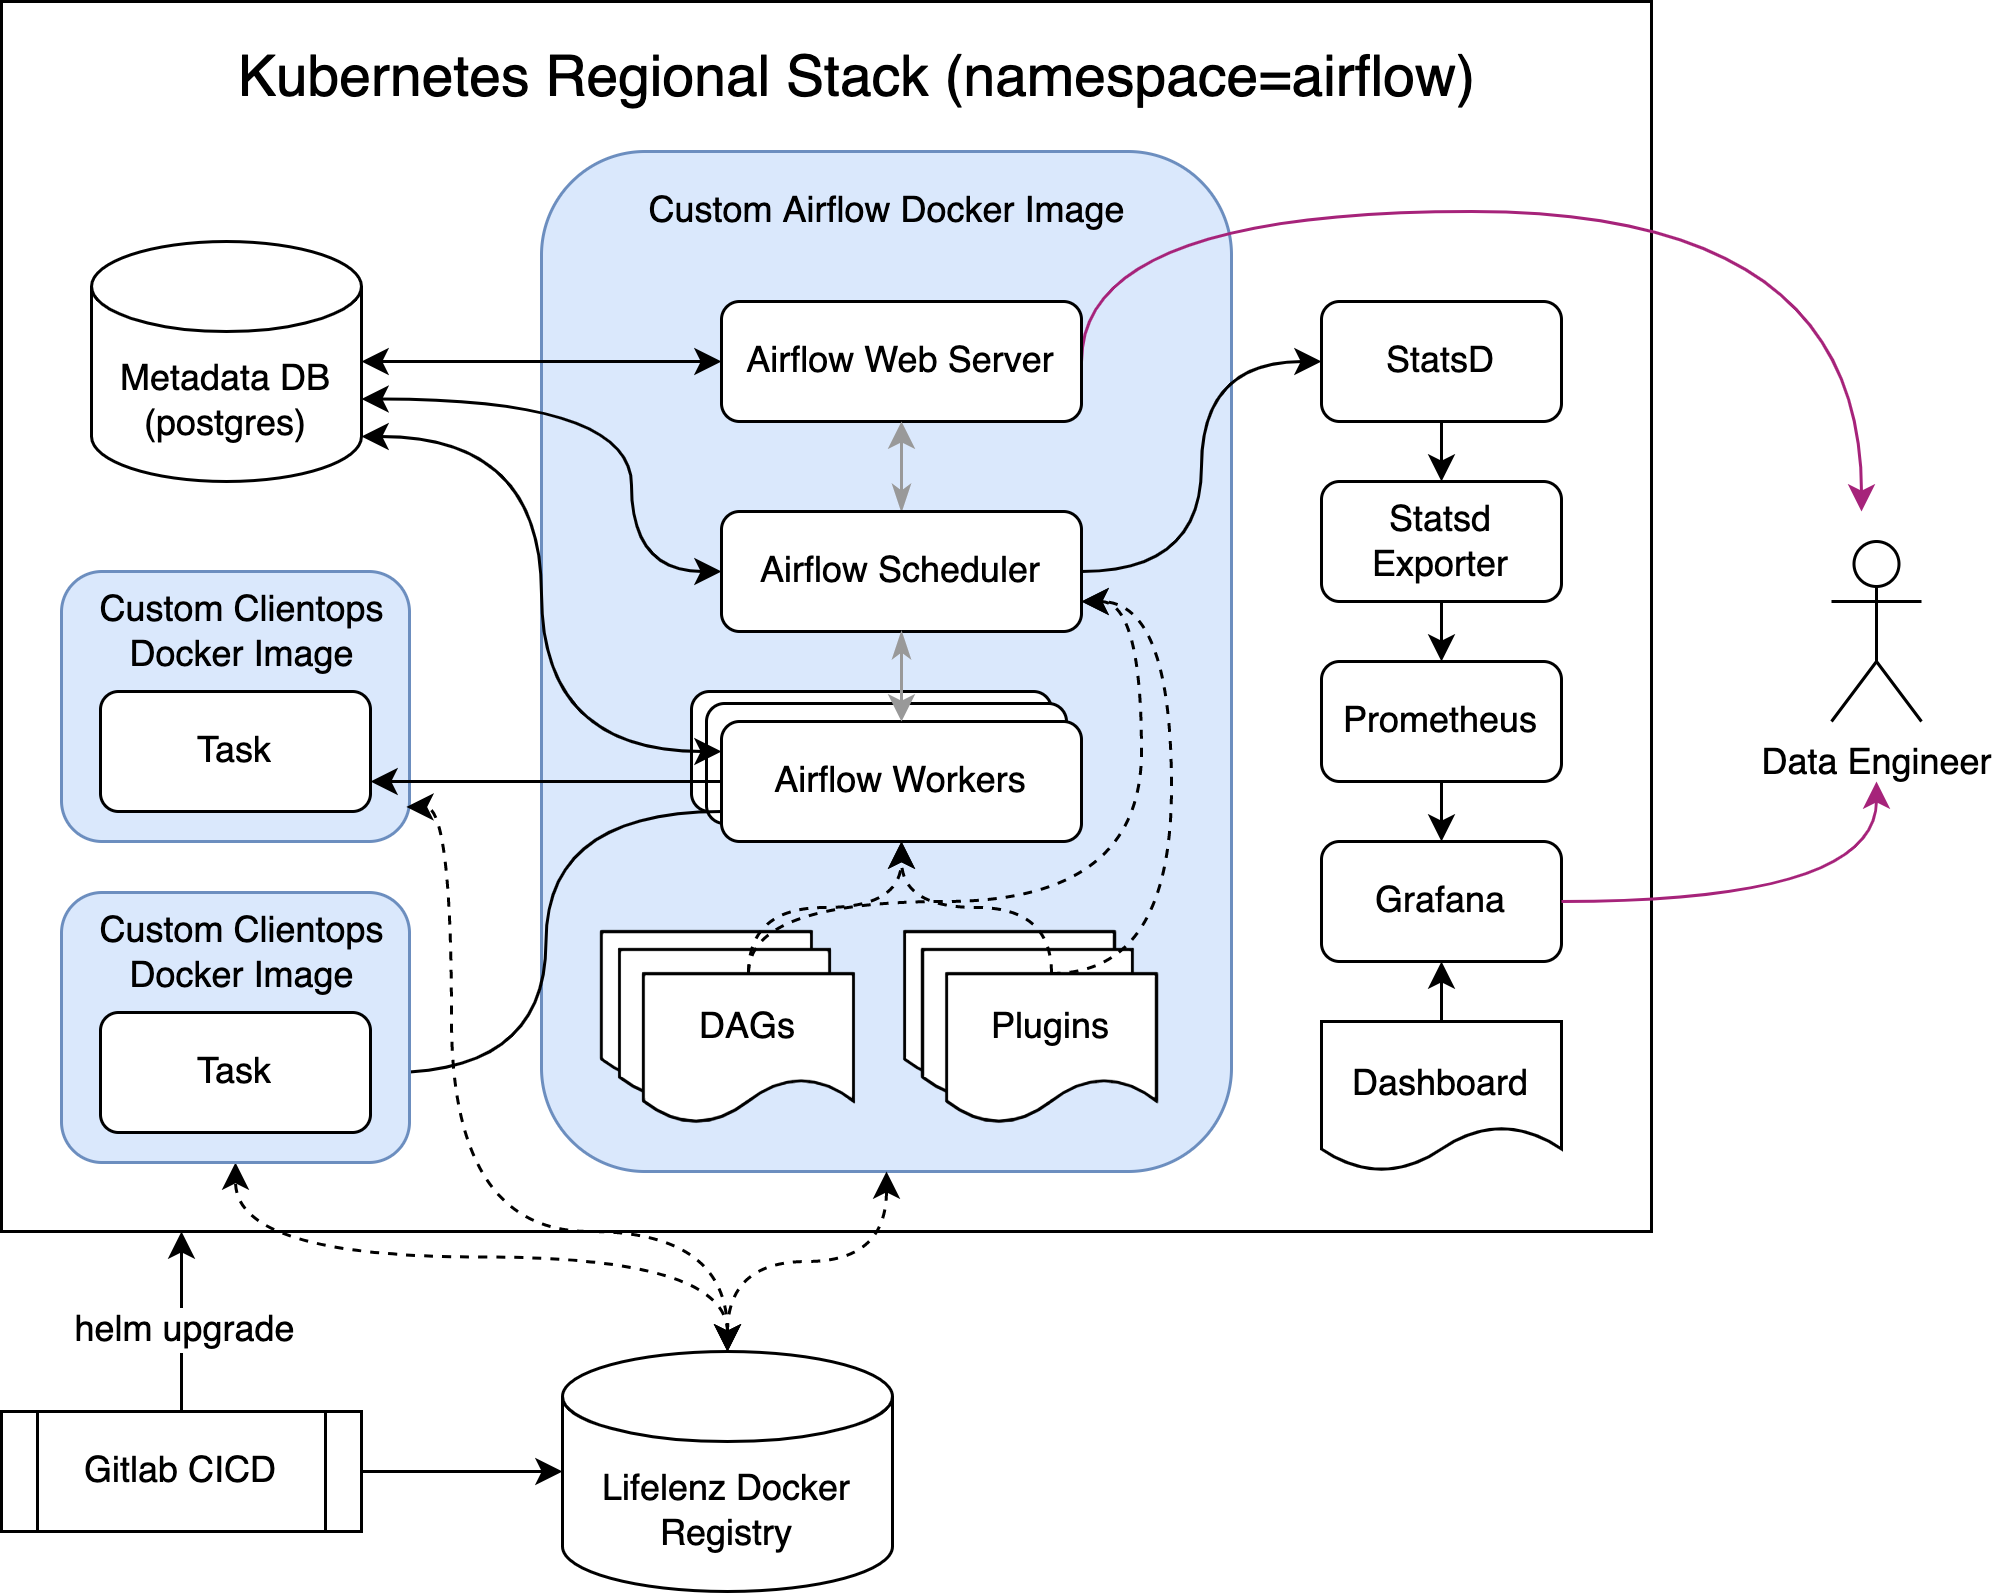 Kubernetes Regional Stack (namespace=airflow)
Custom Airflow Docker Image
Metadata DB
(postgres)
Airflow Web Server
StatsD
Airflow Scheduler
Statsd
Exporter
Custom Clientops
Docker Image
Task
Airflow Workers
Prometheus
Data Engineer
Custom Clientops
Docker Image
Task
DAGs
Plugins
Grafana
Dashboard
helm upgrade
Gitlab CICD
Lifelenz Docker
Registry